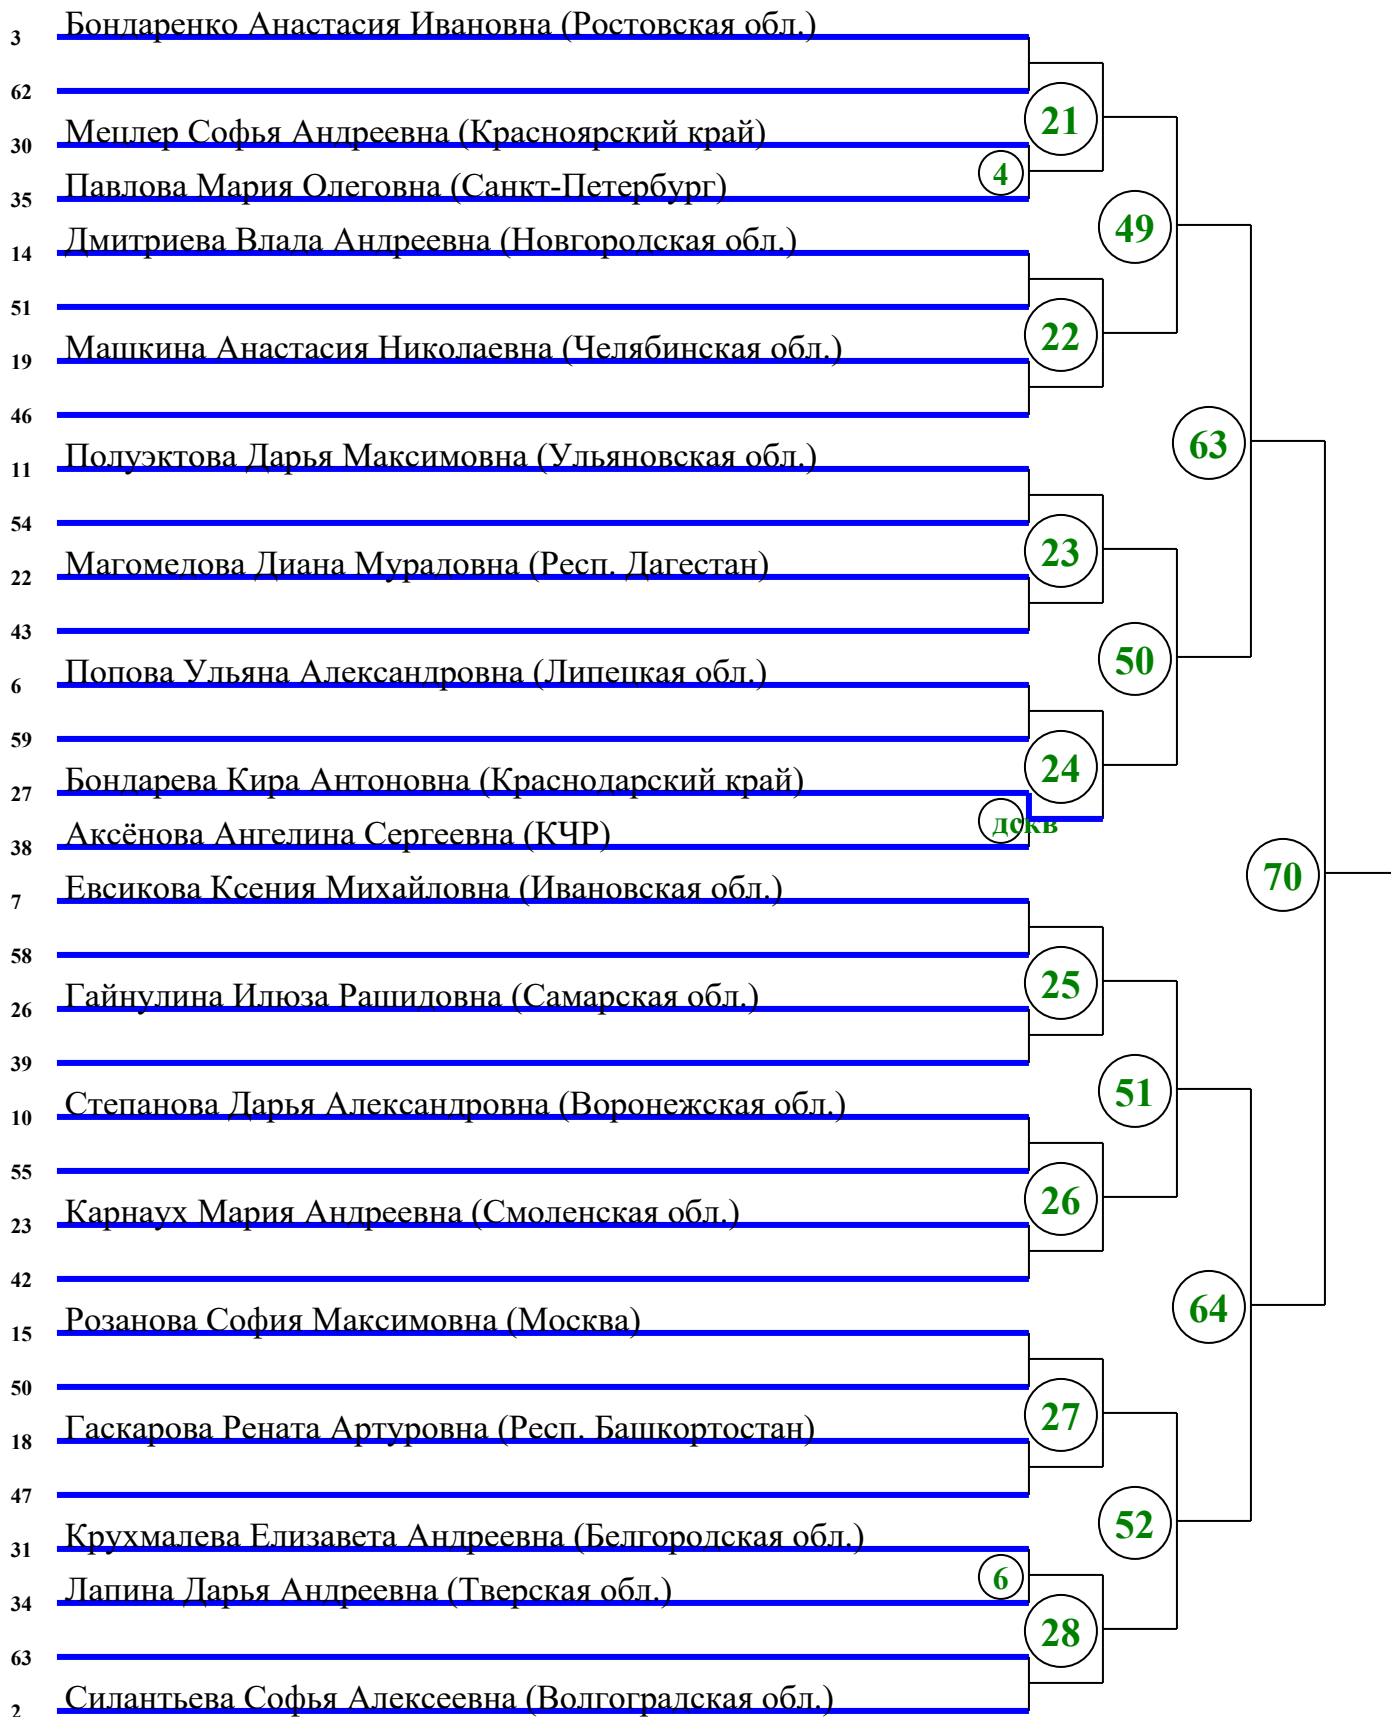 3 Бондаренко Анастасия Ивановна (Ростовская обл.)
62
21
30 Мецлер Софья Андреевна (Красноярский край)
4
35 Павлова Мария Олеговна (Санкт-Петербург)
49
14 Дмитриева Влада Андреевна (Новгородская обл.)
51
22
19 Машкина Анастасия Николаевна (Челябинская обл.)
46
63
11 Полуэктова Дарья Максимовна (Ульяновская обл.)
54
23
22 Магомедова Диана Мурадовна (Респ. Дагестан)
43
50
6 Попова Ульяна Александровна (Липецкая обл.)
59
24
27 Бондарева Кира Антоновна (Краснодарский край)
дскв
38 Аксёнова Ангелина Сергеевна (КЧР)
70
7 Евсикова Ксения Михайловна (Ивановская обл.)
58
25
26 Гайнулина Илюза Рашидовна (Самарская обл.)
39
51
10 Степанова Дарья Александровна (Воронежская обл.)
55
26
23 Карнаух Мария Андреевна (Смоленская обл.)
42
64
15 Розанова София Максимовна (Москва)
50
27
18 Гаскарова Рената Артуровна (Респ. Башкортостан)
47
52
31 Крухмалева Елизавета Андреевна (Белгородская обл.)
6
34 Лапина Дарья Андреевна (Тверская обл.)
28
63
2 Силантьева Софья Алексеевна (Волгоградская обл.)